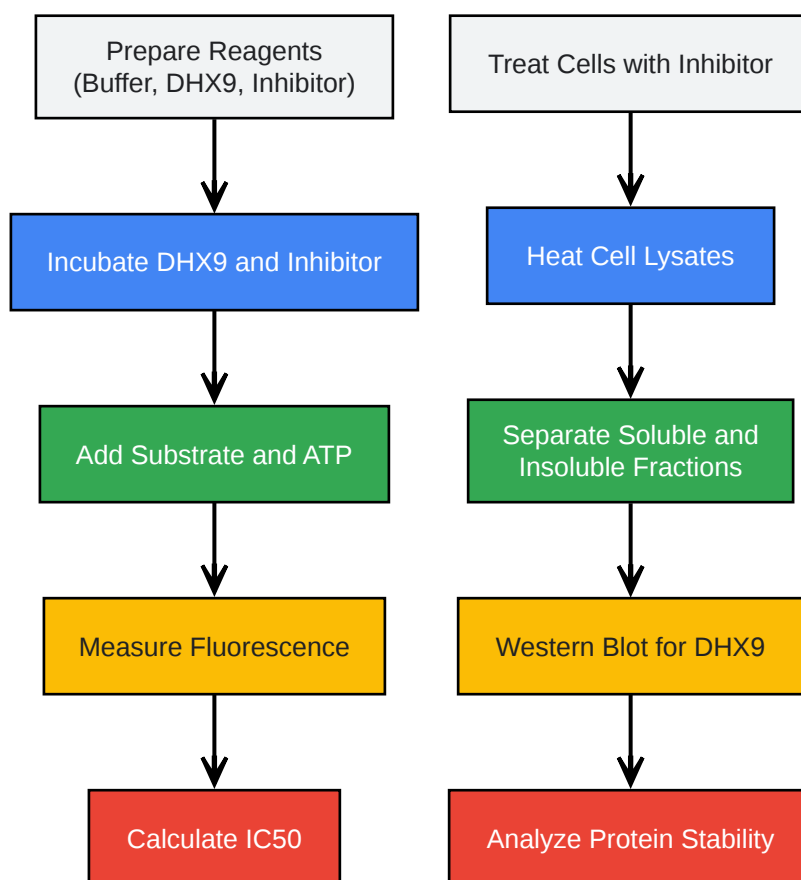 Prepare Reagents
(Buffer, DHX9, Inhibitor)
Incubate DHX9 and Inhibitor
Add Substrate and ATP
Measure Fluorescence
Calculate IC50
Treat Cells with Inhibitor
Heat Cell Lysates
Separate Soluble and
Insoluble Fractions
Western Blot for DHX9
Analyze Protein Stability